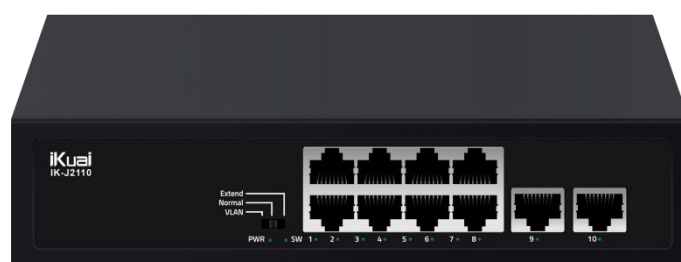 iKuai
IK-J2110
Extend
Normal
VLAN
PWR SW 1 2 3 4 5 6 7 8 9 10